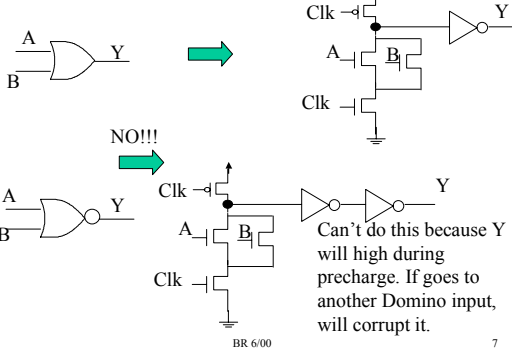 Clk
Y
A
Y
B
A
B
Clk
NO!!!
A
Y
B
Clk
Y
A
B
Clk
Can't do this because Y
will high during
precharge. If goes to
another Domino input,
will corrupt it.
BR 6/00
7